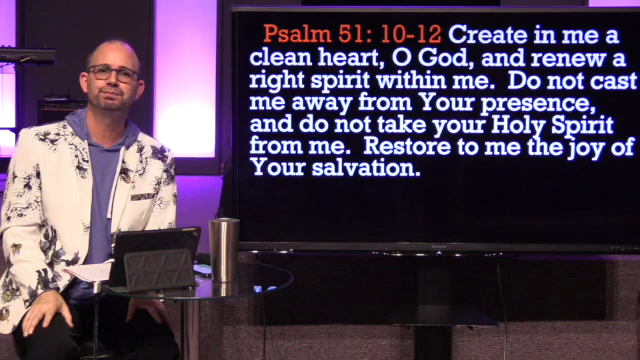 Psalm 51: 10-12 Create in me a
clean heart, O God, and renew a
right spirit within me. Do not cast
me away from Your presence,
and do not take your Holy Spirit
from me. Restore to me the joy of
Your salvation.